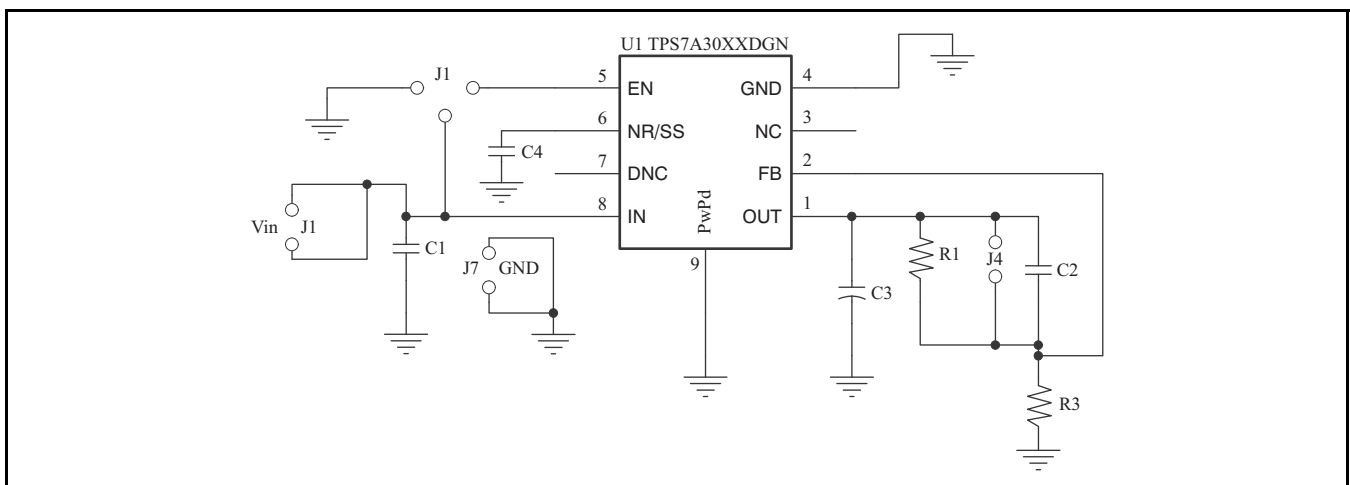 U1 TPS7A30XXDGN
J1
5
EN
GND
4
6
NR/SS
NC
3
C4
7
DNC
FB
2
8
IN
PwPd
OUT
1
Vin
J1
C1
J7
GND
9
C3
R1
J4
C2
R3